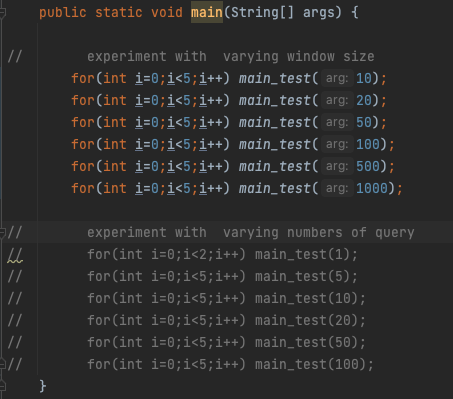 public static void main(String[] args) {
// experiment with  varying window size
for(int i=0;i<5;i++) main_test( arg: 10);
for(int i=0;i<5;i++) main_test( arg: 20);
for(int i=0;i<5;i++) main_test( arg: 50);
for(int i=0;i<5;i++) main_test( arg: 100);
for(int i=0;i<5;i++) main_test( arg: 500);
for(int i=0;i<5;i++) main_test( arg: 1000);
// experiment with  varying numbers of query
// for(int i=0;i<2;i++) main_test(1);
// for(int i=0;i<5;i++) main_test(5);
// for(int i=0;i<5;i++) main_test(10);
// for(int i=0;i<5;i++) main_test(20);
// for(int i=0;i<5;i++) main_test(50);
// for(int i=0;i<5;i++) main_test(100);
}